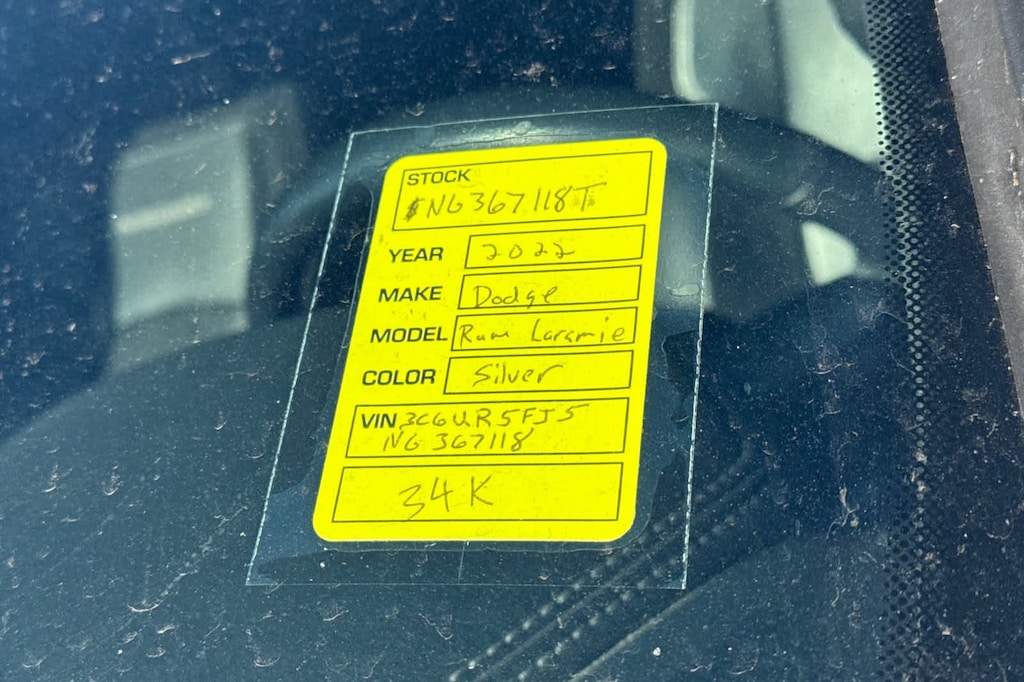 STOCK
NG367118T
YEAR 2022
MAKE Dodge
MODEL Ram Laramie
COLOR Silver
VIN 3C6UR5FJ5
NG367118
34K